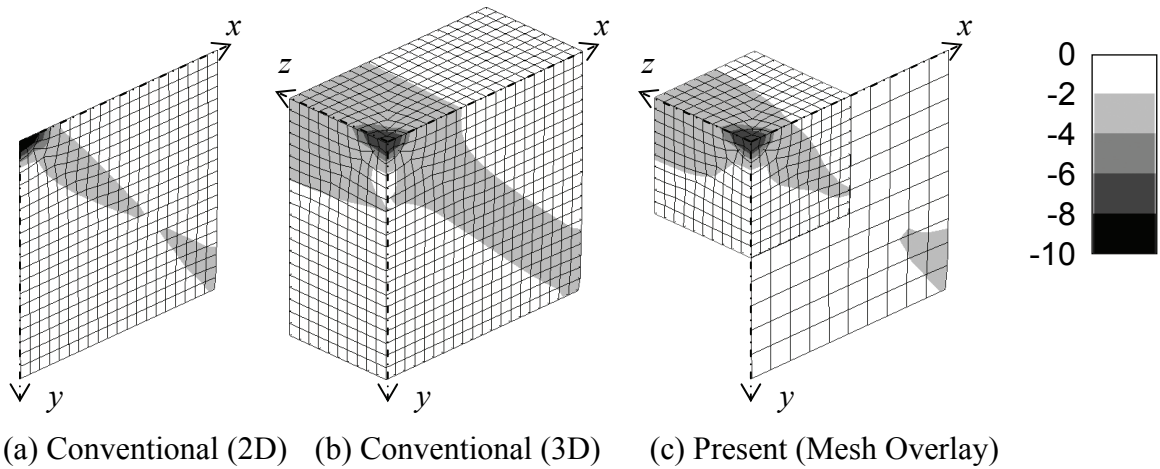 x
y
z
x
y
z
x
y
0
-2
-4
-6
-8
-10
(a) Conventional (2D) (b) Conventional (3D) (c) Present (Mesh Overlay)